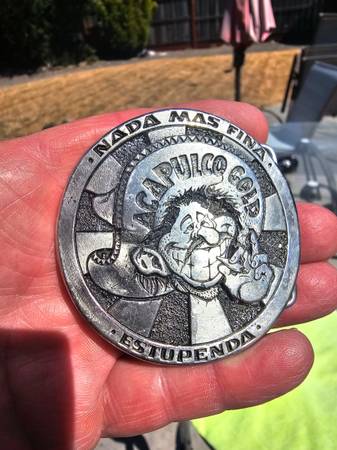 · NADA MAS FINA ·
ACAPULCO GOLD
· ESTUPENDA ·